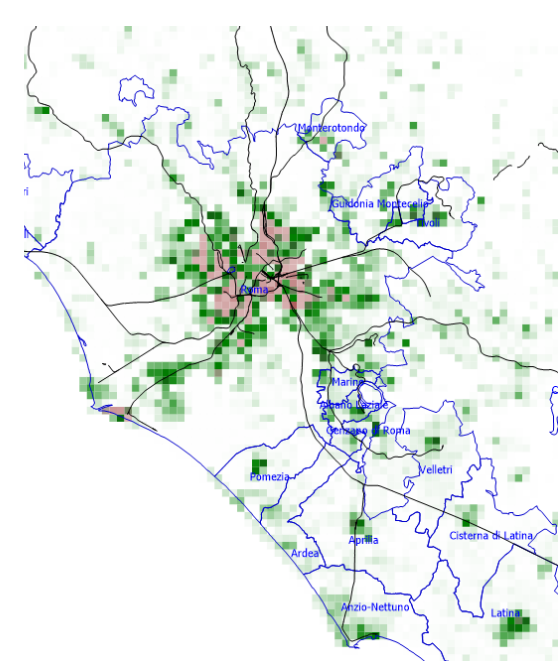 Monterotondo
Guidonia Montecelio
Tivoli
Roma
Marino
Albano Laziale
Genzano di Roma
Velletri
Pomezia
Cisterna di Latina
Aprilia
Ardea
Anzio-Nettuno
Latina